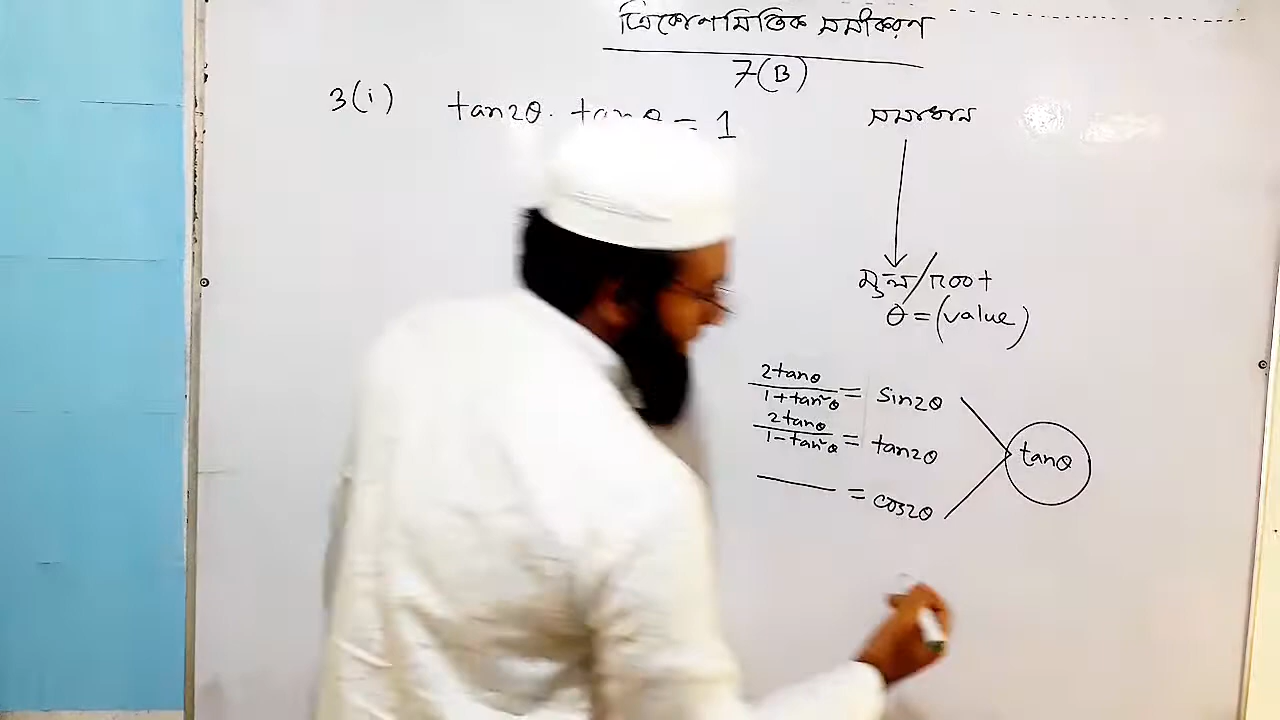 ত্রিকোণমিতিক সমীকরণ
7(B)
3(i) tan2θ. tanθ = 1
সমাধান
মূল/root
θ = (value)
2tanθ / 1+tan²θ = sin2θ
2tanθ / 1-tan²θ = tan2θ
tanθ
= cos2θ